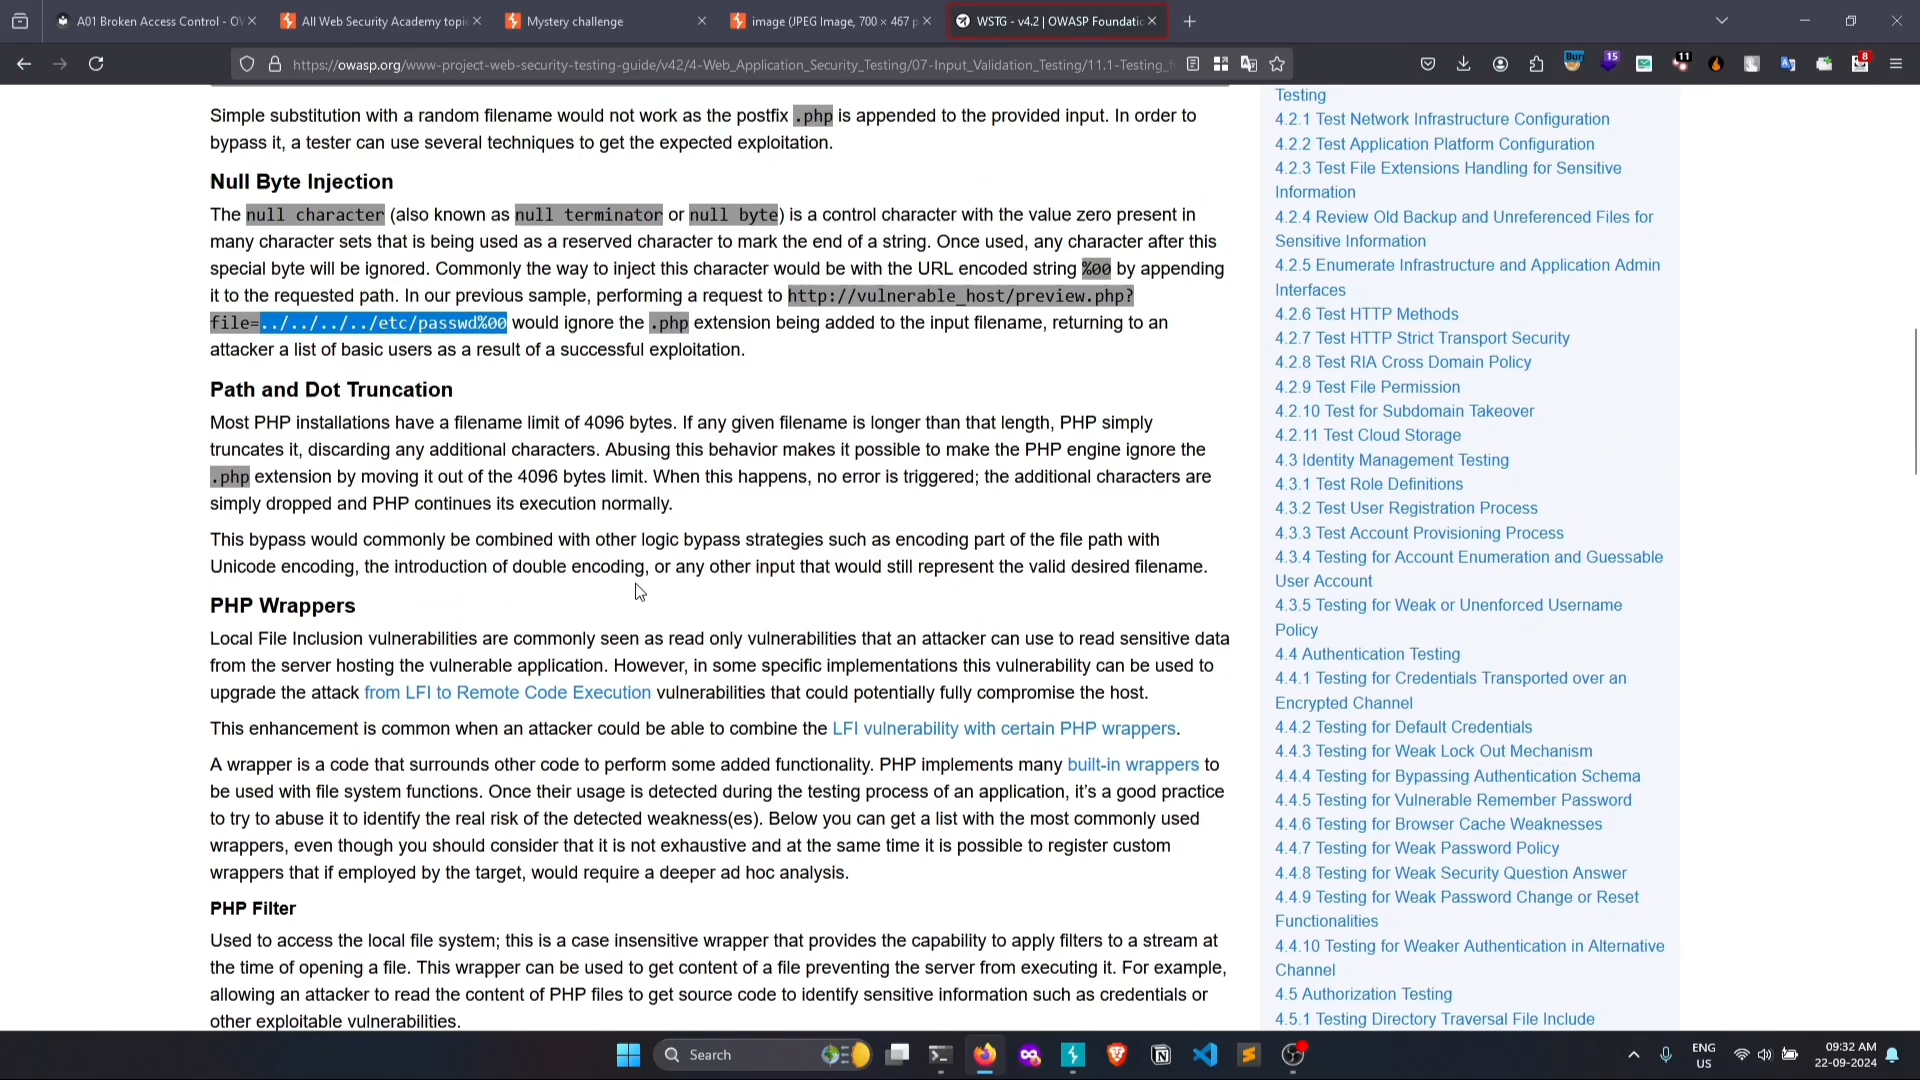 A01 Broken Access Control - OV
All Web Security Academy topic
Mystery challenge
image (JPEG Image, 700 × 467 p
WSTG - v4.2 | OWASP Foundatio
https://owasp.org/www-project-web-security-testing-guide/v42/4-Web_Application_Security_Testing/07-Input_Validation_Testing/11.1-Testing_f
15
11
8
Simple substitution with a random filename would not work as the postfix .php is appended to the provided input. In order to
bypass it, a tester can use several techniques to get the expected exploitation.
Null Byte Injection
The null character (also known as null terminator or null byte) is a control character with the value zero present in
many character sets that is being used as a reserved character to mark the end of a string. Once used, any character after this
special byte will be ignored. Commonly the way to inject this character would be with the URL encoded string %00 by appending
it to the requested path. In our previous sample, performing a request to http://vulnerable_host/preview.php?
file=../../../../etc/passwd%00 would ignore the .php extension being added to the input filename, returning to an
attacker a list of basic users as a result of a successful exploitation.
Path and Dot Truncation
Most PHP installations have a filename limit of 4096 bytes. If any given filename is longer than that length, PHP simply
truncates it, discarding any additional characters. Abusing this behavior makes it possible to make the PHP engine ignore the
.php extension by moving it out of the 4096 bytes limit. When this happens, no error is triggered; the additional characters are
simply dropped and PHP continues its execution normally.
This bypass would commonly be combined with other logic bypass strategies such as encoding part of the file path with
Unicode encoding, the introduction of double encoding, or any other input that would still represent the valid desired filename.
PHP Wrappers
Local File Inclusion vulnerabilities are commonly seen as read only vulnerabilities that an attacker can use to read sensitive data
from the server hosting the vulnerable application. However, in some specific implementations this vulnerability can be used to
upgrade the attack from LFI to Remote Code Execution vulnerabilities that could potentially fully compromise the host.
This enhancement is common when an attacker could be able to combine the LFI vulnerability with certain PHP wrappers.
A wrapper is a code that surrounds other code to perform some added functionality. PHP implements many built-in wrappers to
be used with file system functions. Once their usage is detected during the testing process of an application, it's a good practice
to try to abuse it to identify the real risk of the detected weakness(es). Below you can get a list with the most commonly used
wrappers, even though you should consider that it is not exhaustive and at the same time it is possible to register custom
wrappers that if employed by the target, would require a deeper ad hoc analysis.
PHP Filter
Used to access the local file system; this is a case insensitive wrapper that provides the capability to apply filters to a stream at
the time of opening a file. This wrapper can be used to get content of a file preventing the server from executing it. For example,
allowing an attacker to read the content of PHP files to get source code to identify sensitive information such as credentials or
other exploitable vulnerabilities.
Testing
4.2.1 Test Network Infrastructure Configuration
4.2.2 Test Application Platform Configuration
4.2.3 Test File Extensions Handling for Sensitive
Information
4.2.4 Review Old Backup and Unreferenced Files for
Sensitive Information
4.2.5 Enumerate Infrastructure and Application Admin
Interfaces
4.2.6 Test HTTP Methods
4.2.7 Test HTTP Strict Transport Security
4.2.8 Test RIA Cross Domain Policy
4.2.9 Test File Permission
4.2.10 Test for Subdomain Takeover
4.2.11 Test Cloud Storage
4.3 Identity Management Testing
4.3.1 Test Role Definitions
4.3.2 Test User Registration Process
4.3.3 Test Account Provisioning Process
4.3.4 Testing for Account Enumeration and Guessable
User Account
4.3.5 Testing for Weak or Unenforced Username
Policy
4.4 Authentication Testing
4.4.1 Testing for Credentials Transported over an
Encrypted Channel
4.4.2 Testing for Default Credentials
4.4.3 Testing for Weak Lock Out Mechanism
4.4.4 Testing for Bypassing Authentication Schema
4.4.5 Testing for Vulnerable Remember Password
4.4.6 Testing for Browser Cache Weaknesses
4.4.7 Testing for Weak Password Policy
4.4.8 Testing for Weak Security Question Answer
4.4.9 Testing for Weak Password Change or Reset
Functionalities
4.4.10 Testing for Weaker Authentication in Alternative
Channel
4.5 Authorization Testing
4.5.1 Testing Directory Traversal File Include
Search
ENG
US
09:32 AM
22-09-2024